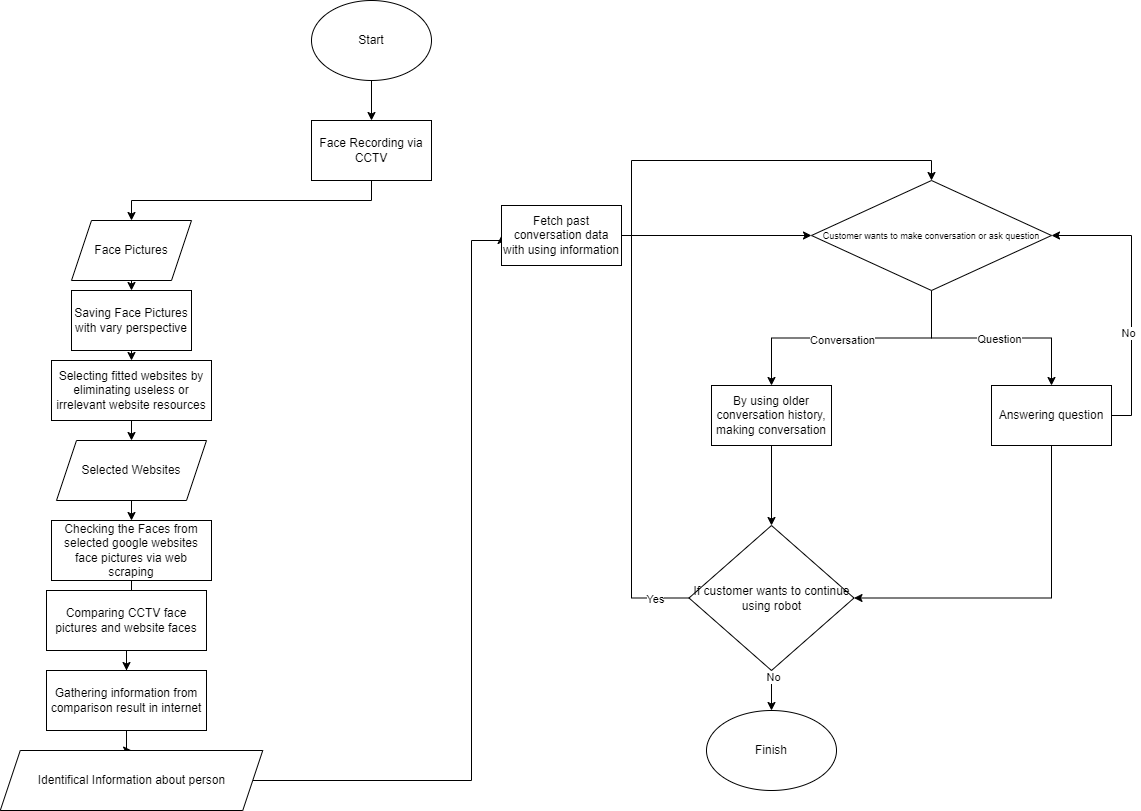 Start
Face Recording via
CCTV
Face Pictures
Saving Face Pictures
with vary perspective
Selecting fitted websites by
eliminating useless or
irrelevant website resources
Selected Websites
Checking the Faces from
selected google websites
face pictures via web
scraping
Comparing CCTV face
pictures and website faces
Gathering information from
comparison result in internet
Identifical Information about person
Fetch past
conversation data
with using information
Customer wants to make conversation or ask question
Conversation
Question
No
By using older
conversation history,
making conversation
Answering question
If customer wants to continue
using robot
Yes
No
Finish